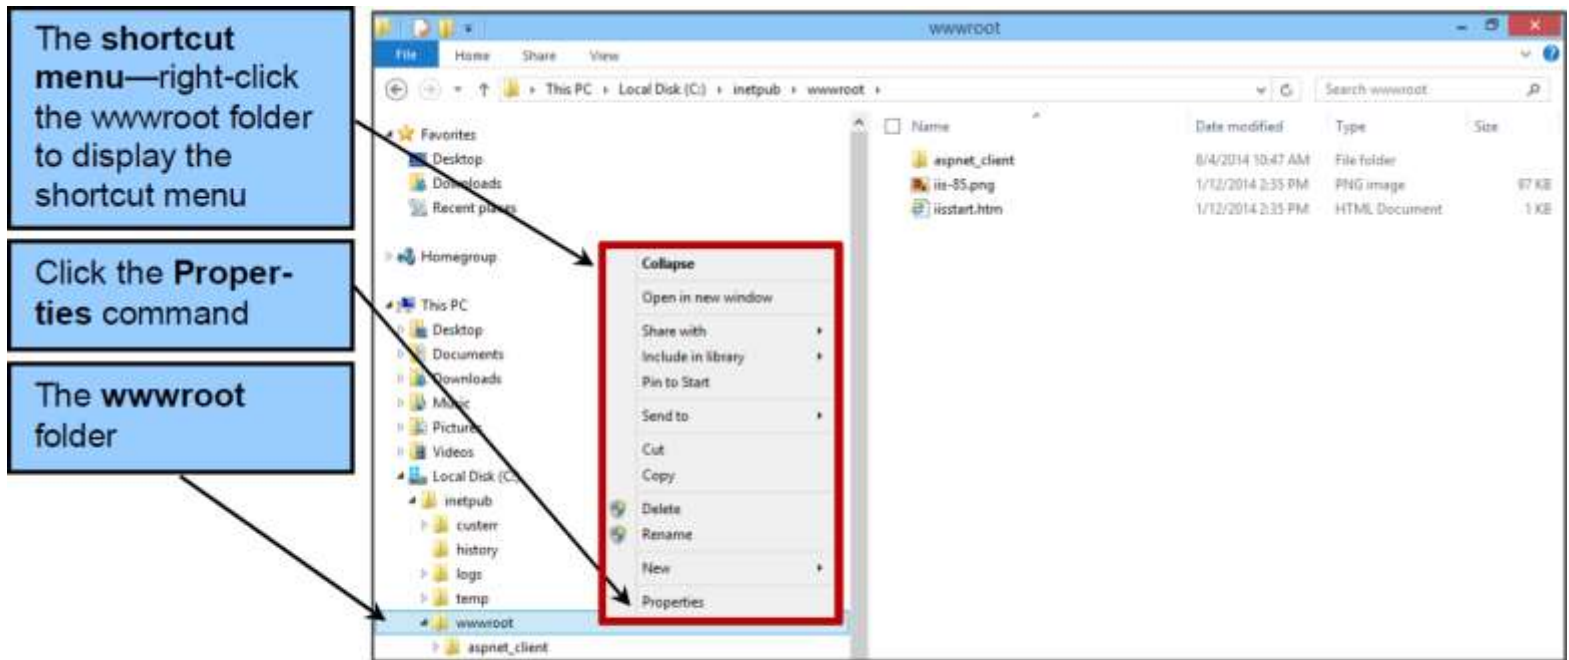 The shortcut
menu—right-click
the wwwroot folder
to display the
shortcut menu
Click the Proper-
ties command
The wwwroot
folder
wwwroot
File Home Share View
This PC Local Disk (C:) inetpub wwwroot
Search wwwroot
Favorites
Desktop
Downloads
Recent places
Homegroup
This PC
Desktop
Documents
Downloads
Music
Pictures
Videos
Local Disk (C:)
inetpub
custerr
history
logs
temp
wwwroot
aspnet_client
Collapse
Open in new window
Share with
Include in library
Pin to Start
Send to
Cut
Copy
Delete
Rename
New
Properties
Name Date modified Type Size
aspnet_client 8/4/2014 10:47 AM File folder
iis-85.png 1/12/2014 2:35 PM PNG image 97 KB
iisstart.htm 1/12/2014 2:35 PM HTML Document 1 KB